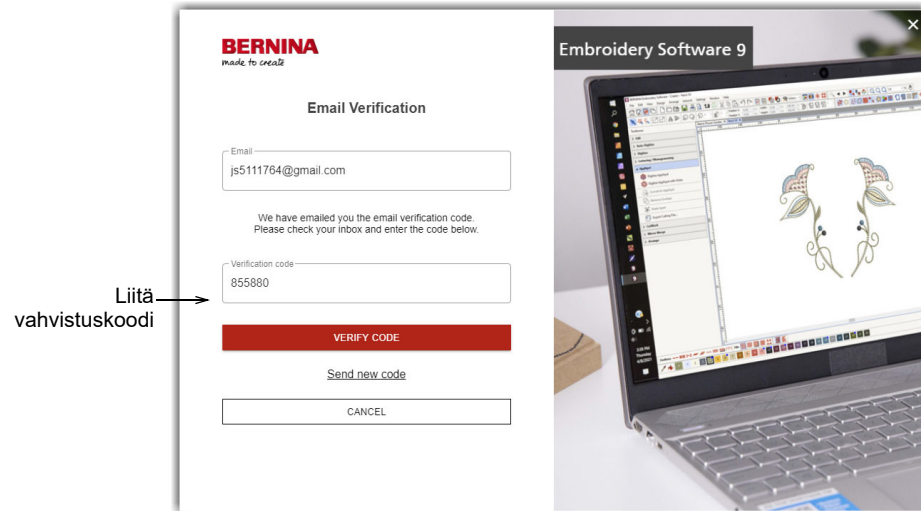 BERNINA
made to create
Embroidery Software 9
Email Verification
Email
js5111764@gmail.com
We have emailed you the email verification code.
Please check your inbox and enter the code below.
Verification code
855880
Liitä
vahvistuskoodi
VERIFY CODE
Send new code
CANCEL